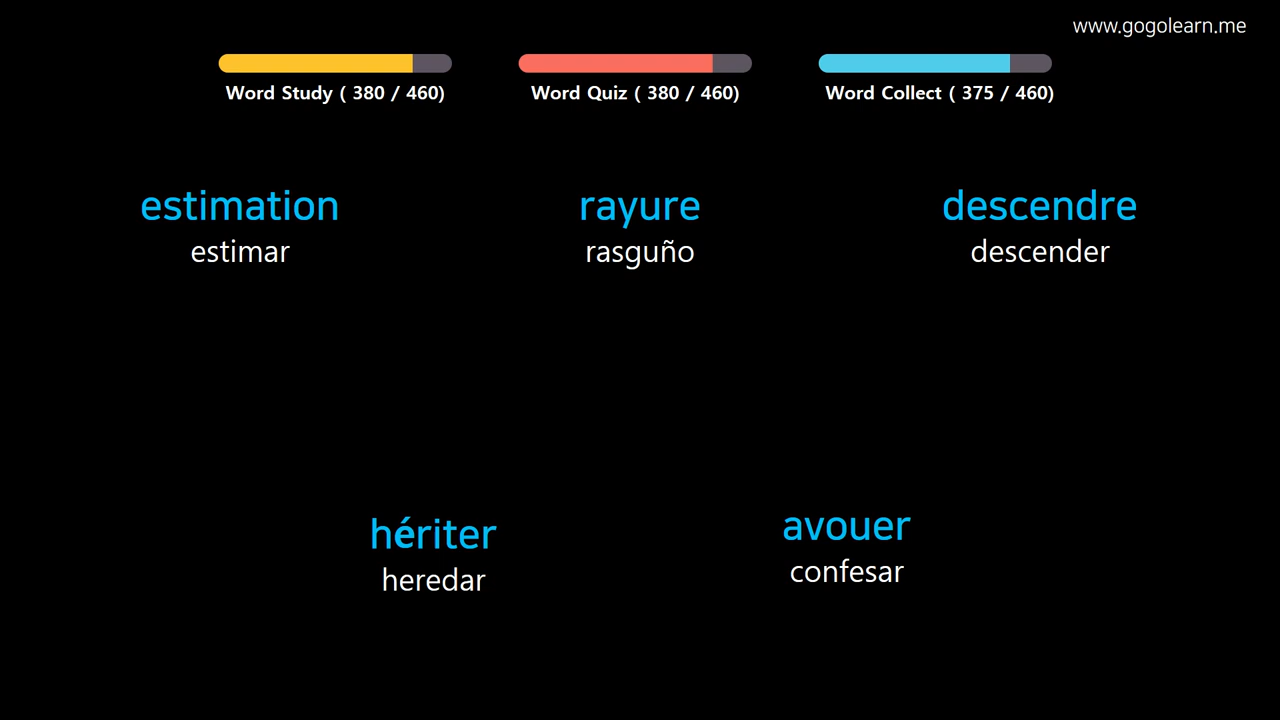 www.gogolearn.me
Word Study ( 380 / 460)
Word Quiz ( 380 / 460)
Word Collect ( 375 / 460)
estimation
estimar
rayure
rasguño
descendre
descender
hériter
heredar
avouer
confesar